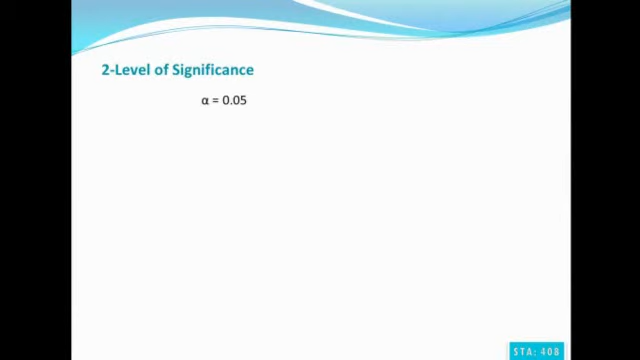 2-Level of Significance
α = 0.05
STA: 408